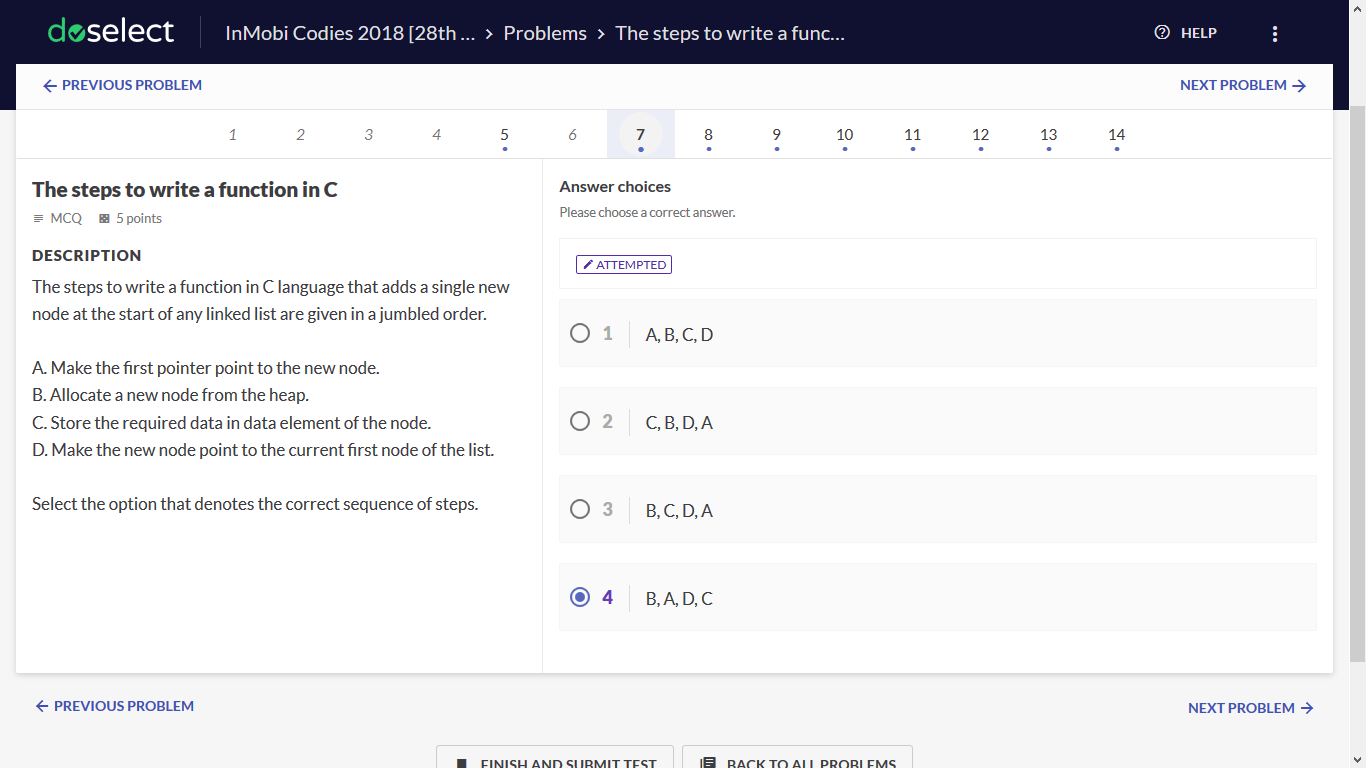 doselect
InMobi Codies 2018 [28th ... > Problems > The steps to write a func...
HELP
PREVIOUS PROBLEM
NEXT PROBLEM
1 2 3 4 5 6 7 8 9 10 11 12 13 14
The steps to write a function in C
MCQ 5 points
DESCRIPTION
The steps to write a function in C language that adds a single new
node at the start of any linked list are given in a jumbled order.
A. Make the first pointer point to the new node.
B. Allocate a new node from the heap.
C. Store the required data in data element of the node.
D. Make the new node point to the current first node of the list.
Select the option that denotes the correct sequence of steps.
Answer choices
Please choose a correct answer.
ATTEMPTED
1 A, B, C, D
2 C, B, D, A
3 B, C, D, A
4 B, A, D, C
PREVIOUS PROBLEM
NEXT PROBLEM
FINISH AND SUBMIT TEST
BACK TO ALL PROBLEMS